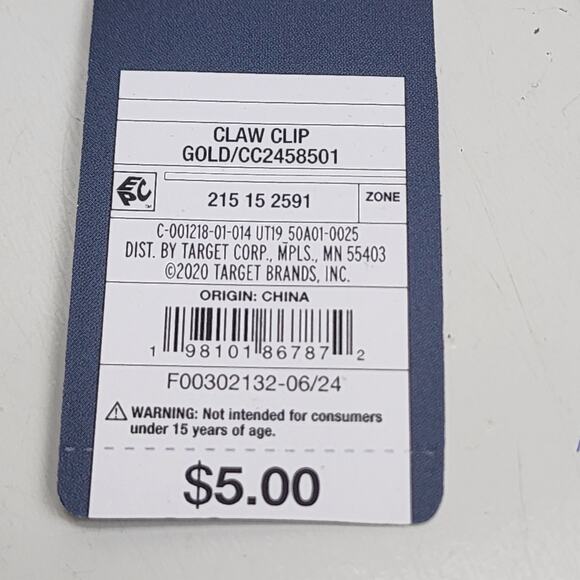 CLAW CLIP
GOLD/CC2458501
EPC
215 15 2591
ZONE
C-001218-01-014 UT19 50A01-0025
DIST. BY TARGET CORP., MPLS., MN 55403
©2020 TARGET BRANDS, INC.
ORIGIN: CHINA
1 98101 86787 2
F00302132-06/24
WARNING: Not intended for consumers
under 15 years of age.
$5.00